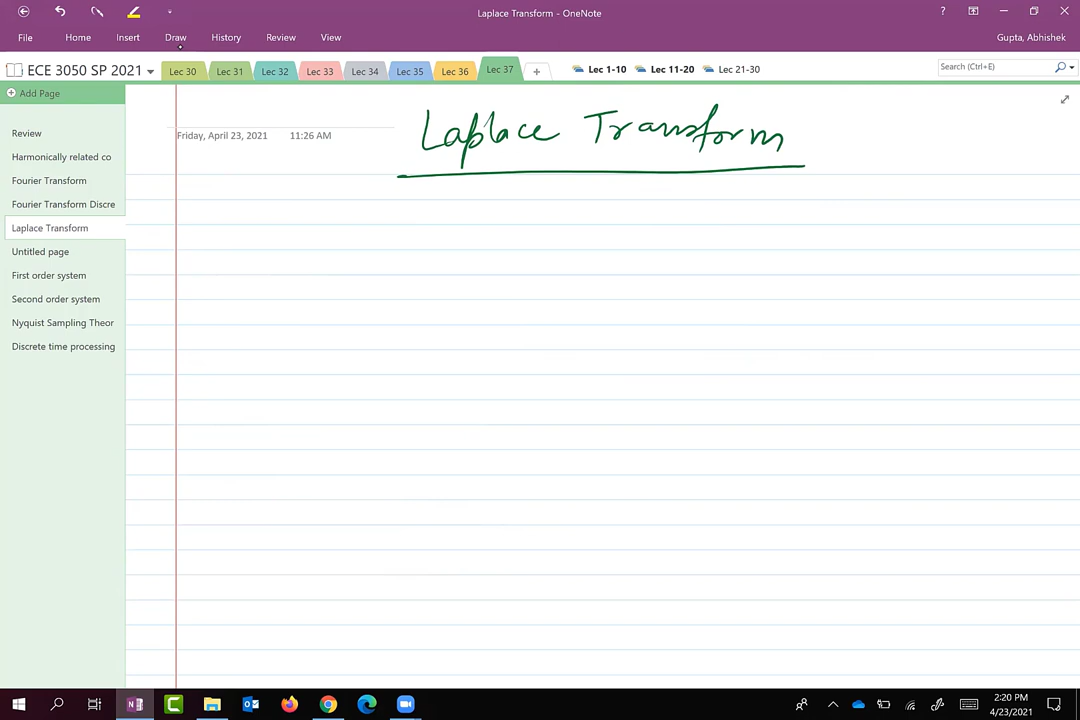 Laplace Transform - OneNote
?
File
Home
Insert
Draw
History
Review
View
Gupta, Abhishek
ECE 3050 SP 2021
Lec 30
Lec 31
Lec 32
Lec 33
Lec 34
Lec 35
Lec 36
Lec 37
+
Lec 1-10
Lec 11-20
Lec 21-30
Search (Ctrl+E)
Add Page
Review
Harmonically related co
Fourier Transform
Fourier Transform Discre
Laplace Transform
Untitled page
First order system
Second order system
Nyquist Sampling Theor
Discrete time processing
Laplace Transform
Friday, April 23, 2021 11:26 AM
2:20 PM
4/23/2021